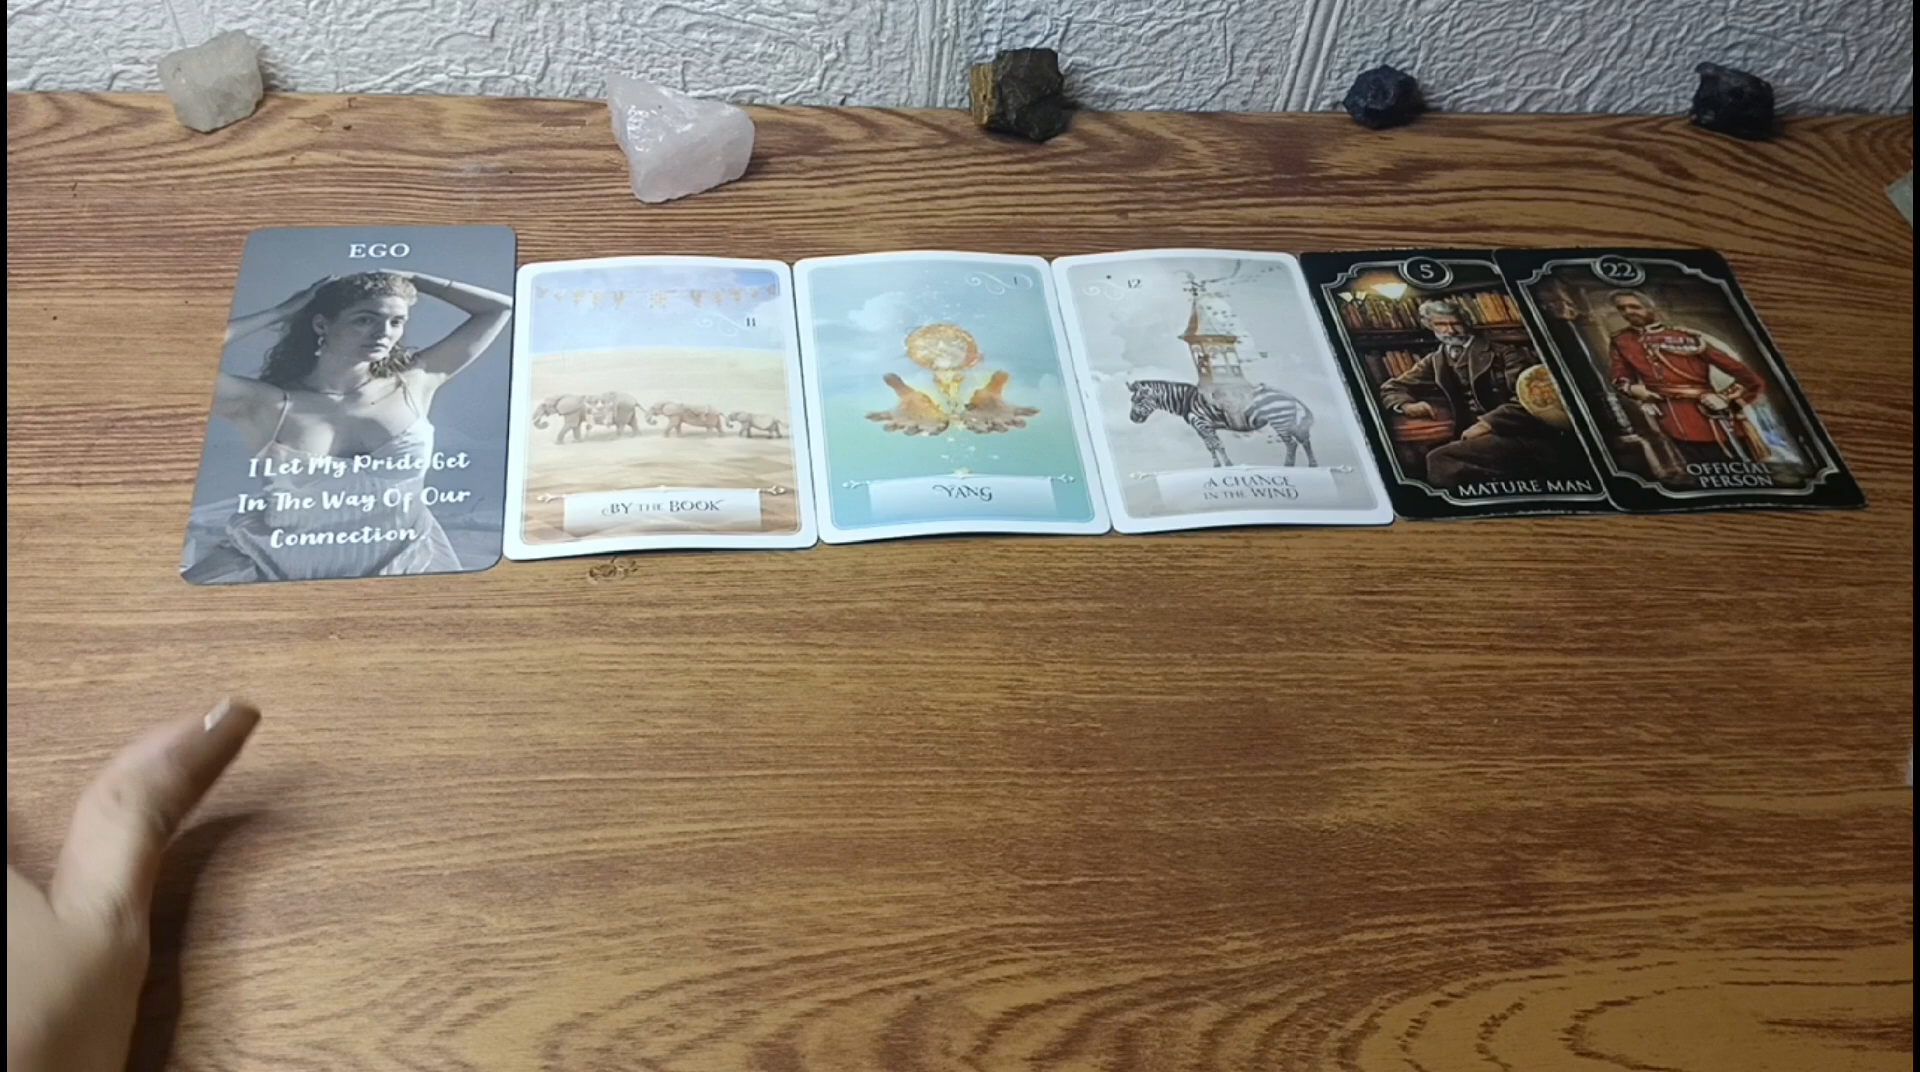 EGO
I Let My Pride Get
In The Way Of Our
Connection.
11
BY THE BOOK
1
YANG
12
A CHANGE
IN THE WIND
5
MATURE MAN
22
OFFICIAL
PERSON